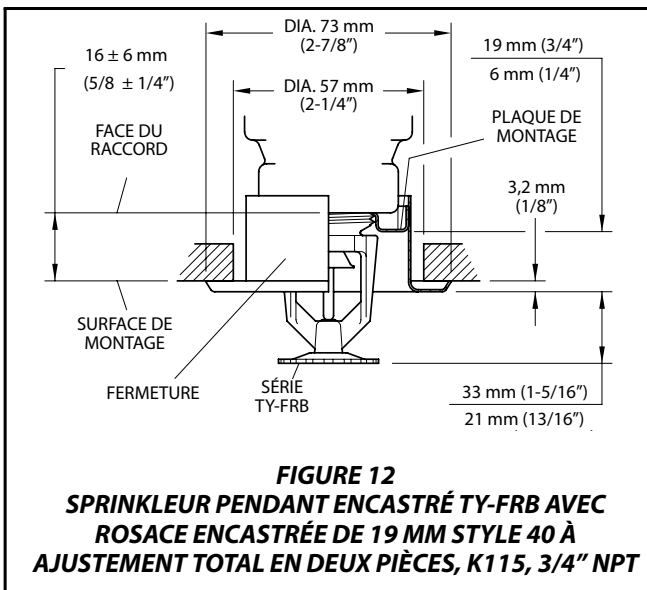 DIA. 73 mm
(2-7/8")
16 ± 6 mm
(5/8 ± 1/4")
19 mm (3/4")
6 mm (1/4")
DIA. 57 mm
(2-1/4")
FACE DU
RACCORD
PLAQUE DE
MONTAGE
3,2 mm
(1/8")
SURFACE DE
MONTAGE
FERMETURE
SÉRIE
TY-FRB
33 mm (1-5/16")
21 mm (13/16")
FIGURE 12
SPRINKLEUR PENDANT ENCASTRÉ TY-FRB AVEC
ROSACE ENCASTRÉE DE 19 MM STYLE 40 À
AJUSTEMENT TOTAL EN DEUX PIÈCES, K115, 3/4" NPT